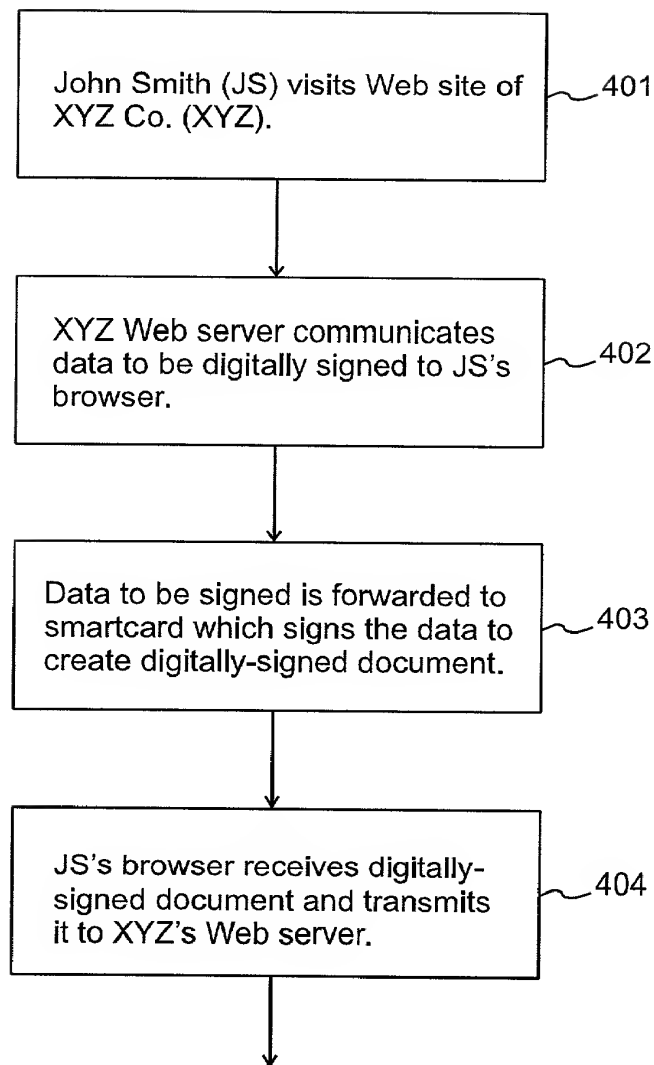 John Smith (JS) visits Web site of
XYZ Co. (XYZ).
401
XYZ Web server communicates
data to be digitally signed to JS's
browser.
402
Data to be signed is forwarded to
smartcard which signs the data to
create digitally-signed document.
403
JS's browser receives digitally-
signed document and transmits
it to XYZ's Web server.
404